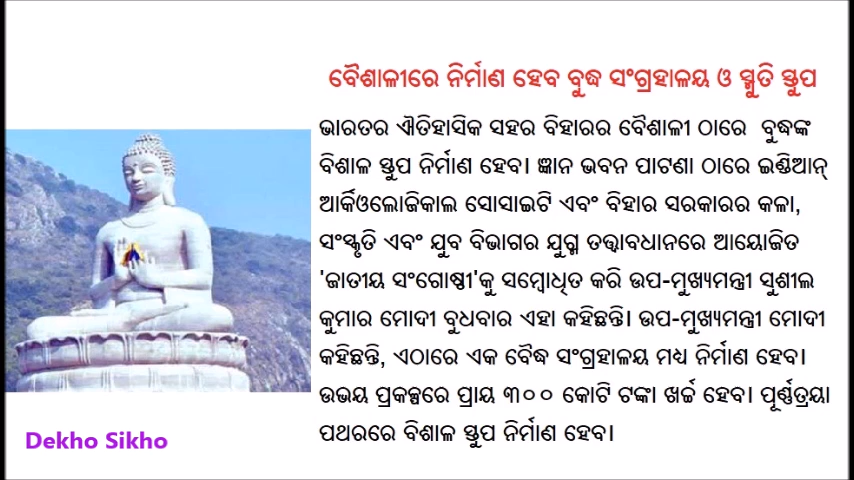 ବୈଶାଳୀରେ ନିର୍ମାଣ ହେବ ବୁଦ୍ଧ ସଂଗ୍ରହାଳୟ ଓ ସ୍ମୃତି ସ୍ତୁପ
ଭାରତର ଐତିହାସିକ ସହର ବିହାରର ବୈଶାଳୀ ଠାରେ ବୁଦ୍ଧଙ୍କ
ବିଶାଳ ସ୍ତୁପ ନିର୍ମାଣ ହେବ। ଜ୍ଞାନ ଭବନ ପାଟଣା ଠାରେ ଇଣ୍ଡିଆନ୍
ଆର୍କିଓଲୋଜିକାଲ ସୋସାଇଟି ଏବଂ ବିହାର ସରକାରର କଳା,
ସଂସ୍କୃତି ଏବଂ ଯୁବ ବିଭାଗର ଯୁଗ୍ମ ତତ୍ତ୍ଵାବଧାନରେ ଆୟୋଜିତ
'ଜାତୀୟ ସଂଗୋଷ୍ଠୀ'କୁ ସମ୍ବୋଧିତ କରି ଉପ-ମୁଖ୍ୟମନ୍ତ୍ରୀ ସୁଶୀଲ
କୁମାର ମୋଦୀ ବୁଧବାର ଏହା କହିଛନ୍ତି। ଉପ-ମୁଖ୍ୟମନ୍ତ୍ରୀ ମୋଦୀ
କହିଛନ୍ତି, ଏଠାରେ ଏକ ବୈଦ୍ଧ ସଂଗ୍ରହାଳୟ ମଧ୍ୟ ନିର୍ମାଣ ହେବ।
ଉଭୟ ପ୍ରକଳ୍ପରେ ପ୍ରାୟ ୩୦୦ କୋଟି ଟଙ୍କା ଖର୍ଚ୍ଚ ହେବ। ପୂର୍ଣ୍ଣତ୍ରୟା
ପଥରରେ ବିଶାଳ ସ୍ତୁପ ନିର୍ମାଣ ହେବ।
Dekho Sikho